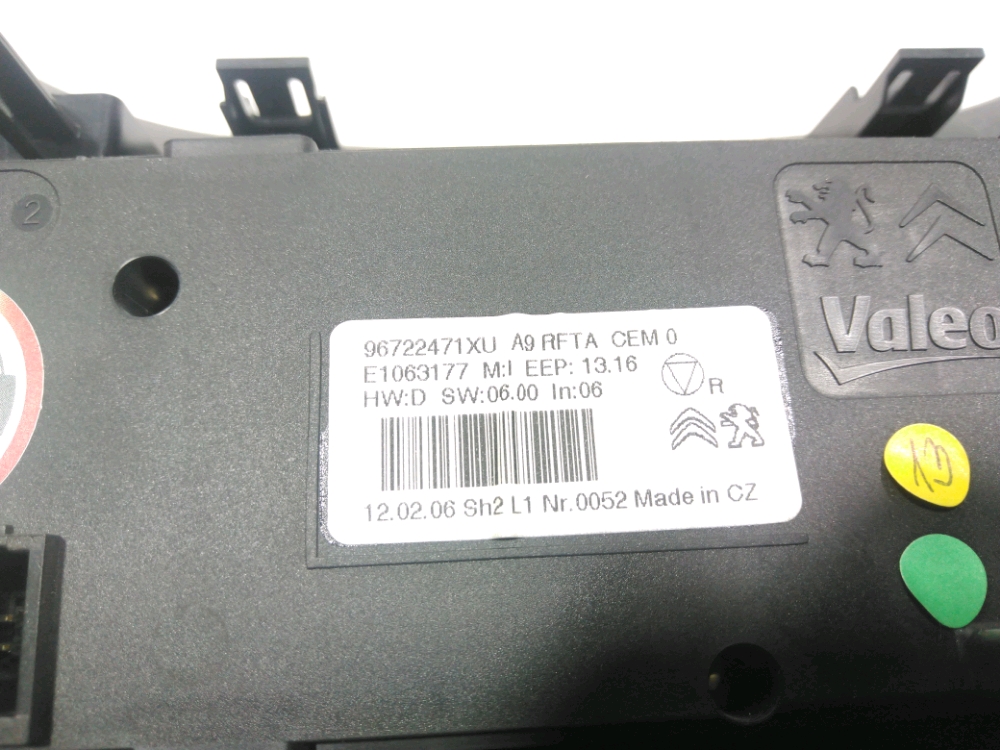 2
96722471XU A9 RFTA CEM 0
E1063177 M:I EEP: 13.16
HW:D SW:06.00 In:06
R
12.02.06 Sh2 L1 Nr.0052 Made in CZ
Valeo